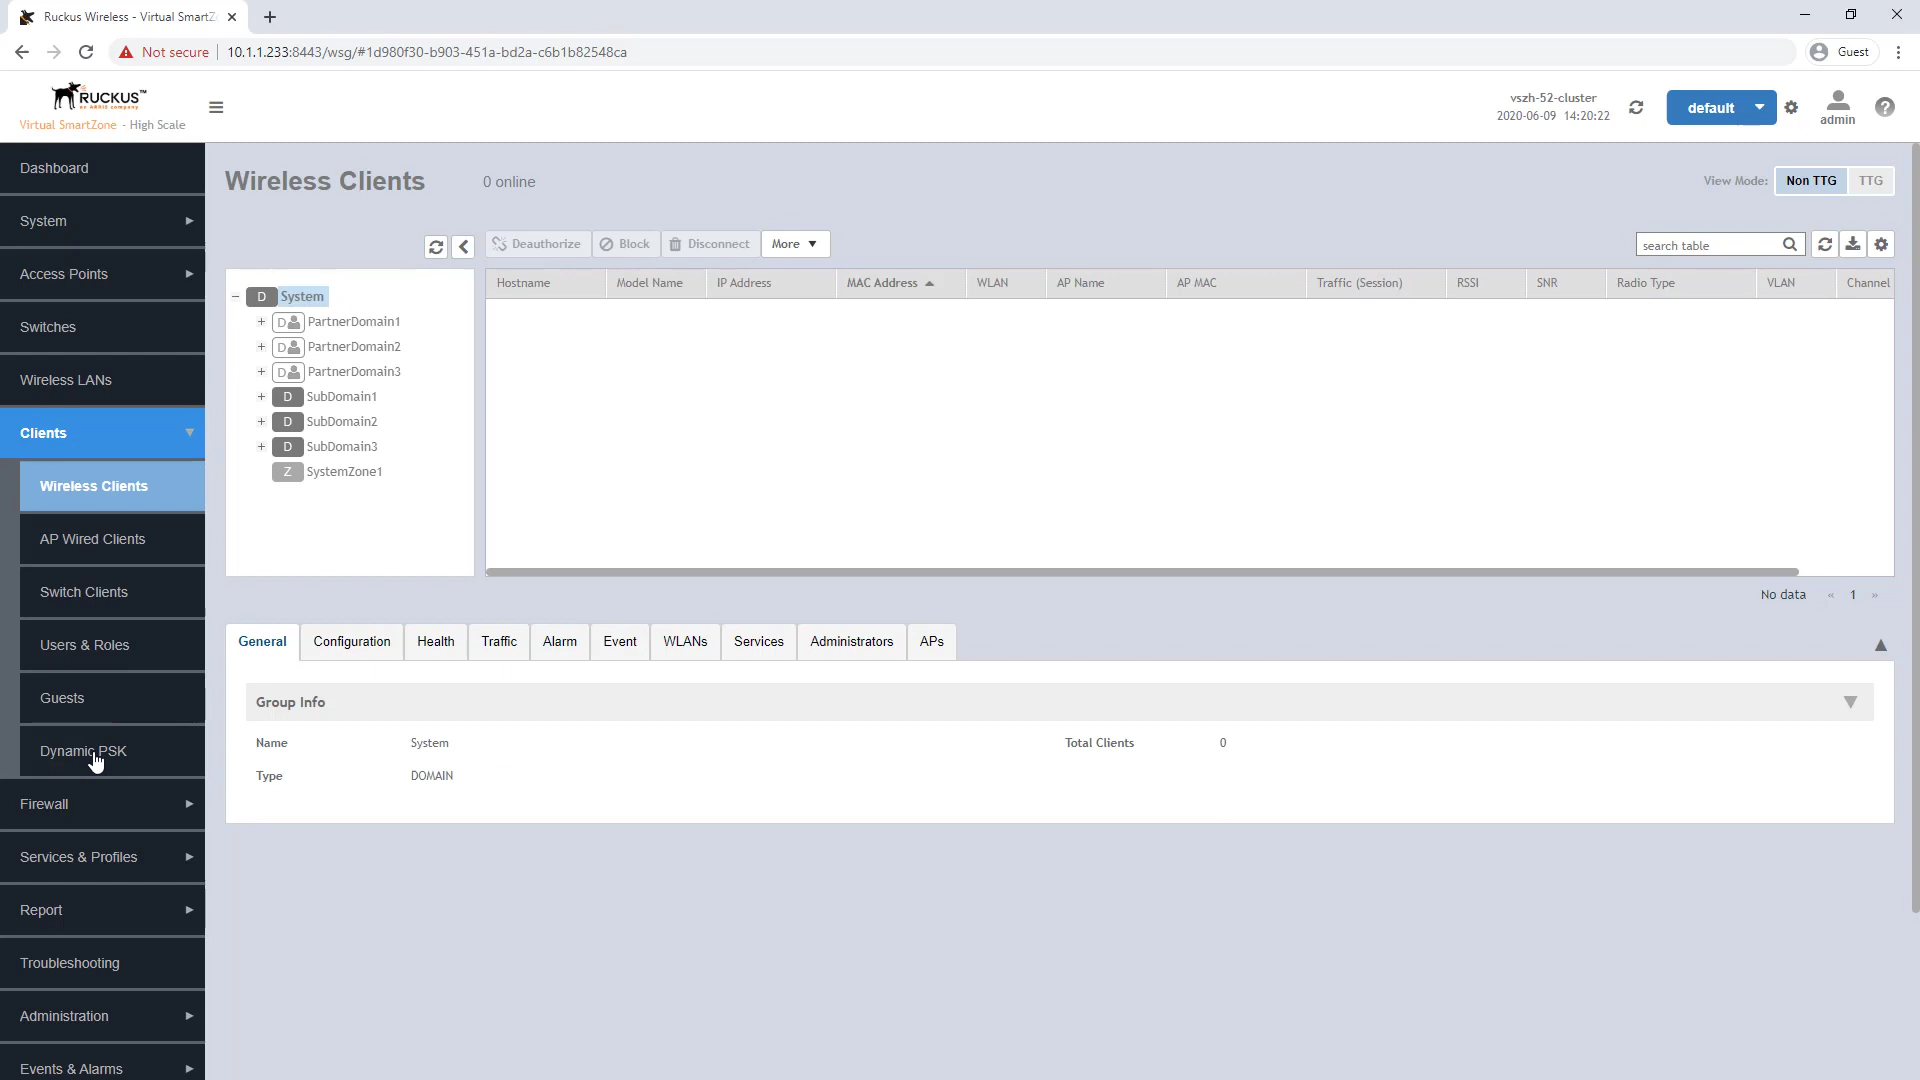 Ruckus Wireless - Virtual SmartZ
Not secure
10.1.1.233:8443/wsg/#1d980f30-b903-451a-bd2a-c6b1b82548ca
Guest
RUCKUS™
an ARRIS company
Virtual SmartZone - High Scale
vszh-52-cluster
2020-06-09 14:20:22
default
admin
Dashboard
System
Access Points
Switches
Wireless LANs
Clients
Wireless Clients
AP Wired Clients
Switch Clients
Users & Roles
Guests
Dynamic PSK
Firewall
Services & Profiles
Report
Troubleshooting
Administration
Events & Alarms
Wireless Clients
0 online
View Mode: Non TTG TTG
Deauthorize Block Disconnect More
search table
D System
D PartnerDomain1
D PartnerDomain2
D PartnerDomain3
D SubDomain1
D SubDomain2
D SubDomain3
Z SystemZone1
Hostname Model Name IP Address MAC Address WLAN AP Name AP MAC Traffic (Session) RSSI SNR Radio Type VLAN Channel
No data « 1 »
General Configuration Health Traffic Alarm Event WLANs Services Administrators APs
Group Info
Name System Total Clients 0
Type DOMAIN